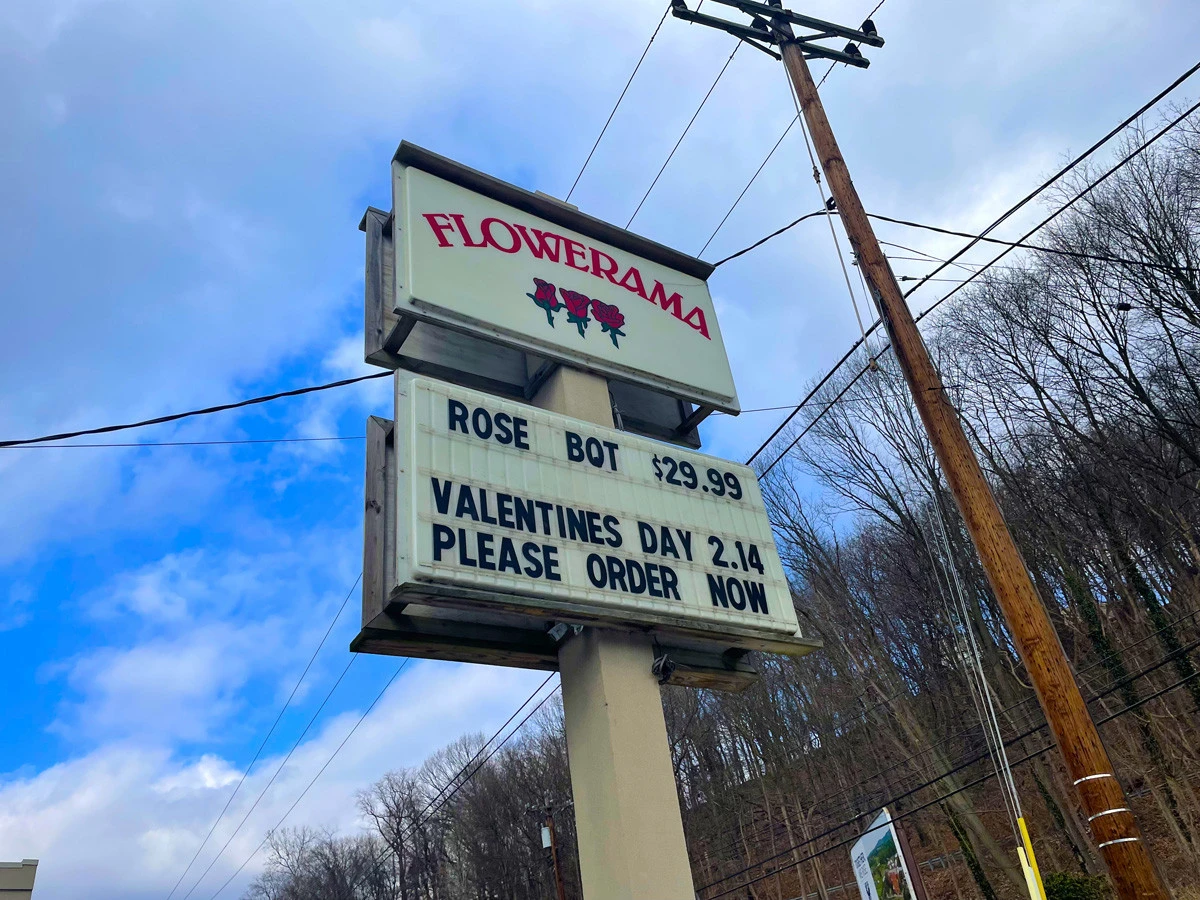 FLOWERAMA
ROSE BOT $29.99
VALENTINES DAY 2.14
PLEASE ORDER NOW